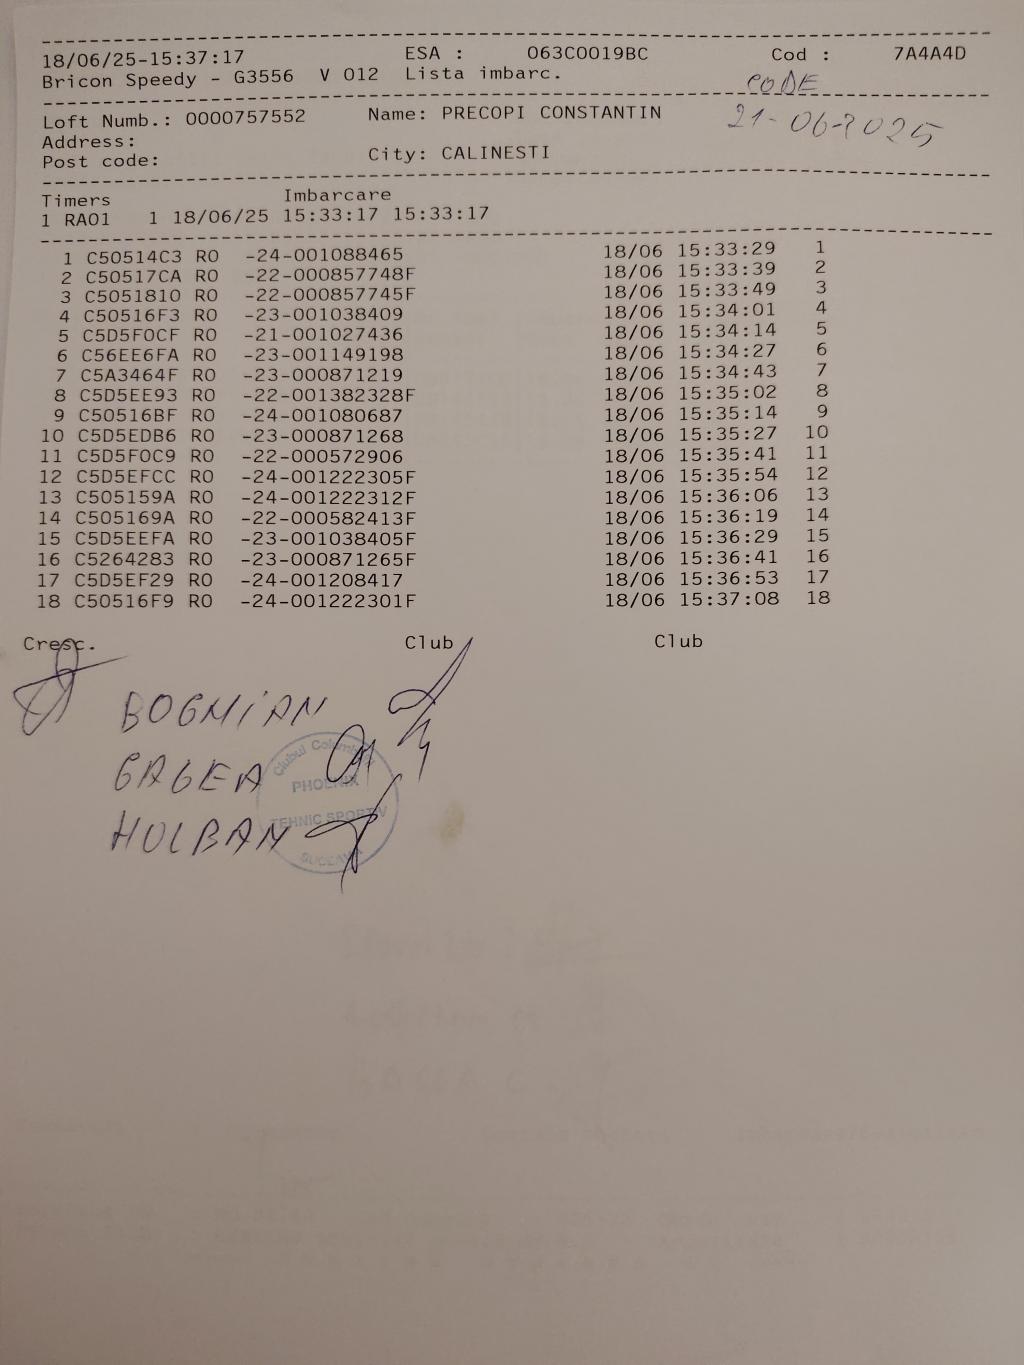 18/06/25-15:37:17 ESA : 063C0019BC Cod : 7A4A4D
Bricon Speedy - G3556 V 012 Lista imbarc.
CODE
Loft Numb.: 0000757552 Name: PRECOPI CONSTANTIN
21-06-2025
Address:
Post code: City: CALINESTI
Timers Imbarcare
1 RA01 1 18/06/25 15:33:17 15:33:17
1 C50514C3 RO -24-001088465 18/06 15:33:29 1
2 C50517CA RO -22-000857748F 18/06 15:33:39 2
3 C5051810 RO -22-000857745F 18/06 15:33:49 3
4 C50516F3 RO -23-001038409 18/06 15:34:01 4
5 C5D5F0CF RO -21-001027436 18/06 15:34:14 5
6 C56EE6FA RO -23-001149198 18/06 15:34:27 6
7 C5A3464F RO -23-000871219 18/06 15:34:43 7
8 C5D5EE93 RO -22-001382328F 18/06 15:35:02 8
9 C50516BF RO -24-001080687 18/06 15:35:14 9
10 C5D5EDB6 RO -23-000871268 18/06 15:35:27 10
11 C5D5F0C9 RO -22-000572906 18/06 15:35:41 11
12 C5D5EFCC RO -24-001222305F 18/06 15:35:54 12
13 C505159A RO -24-001222312F 18/06 15:36:06 13
14 C505169A RO -22-000582413F 18/06 15:36:19 14
15 C5D5EEFA RO -23-001038405F 18/06 15:36:29 15
16 C5264283 RO -23-000871265F 18/06 15:36:41 16
17 C5D5EF29 RO -24-001208417 18/06 15:36:53 17
18 C50516F9 RO -24-001222301F 18/06 15:37:08 18
Cresc. Club Club
BOGMIAN
GAGEA
HOLBAN
Clubul
PHOENIX
TEHNIC SPORTIV
SUCEAVA